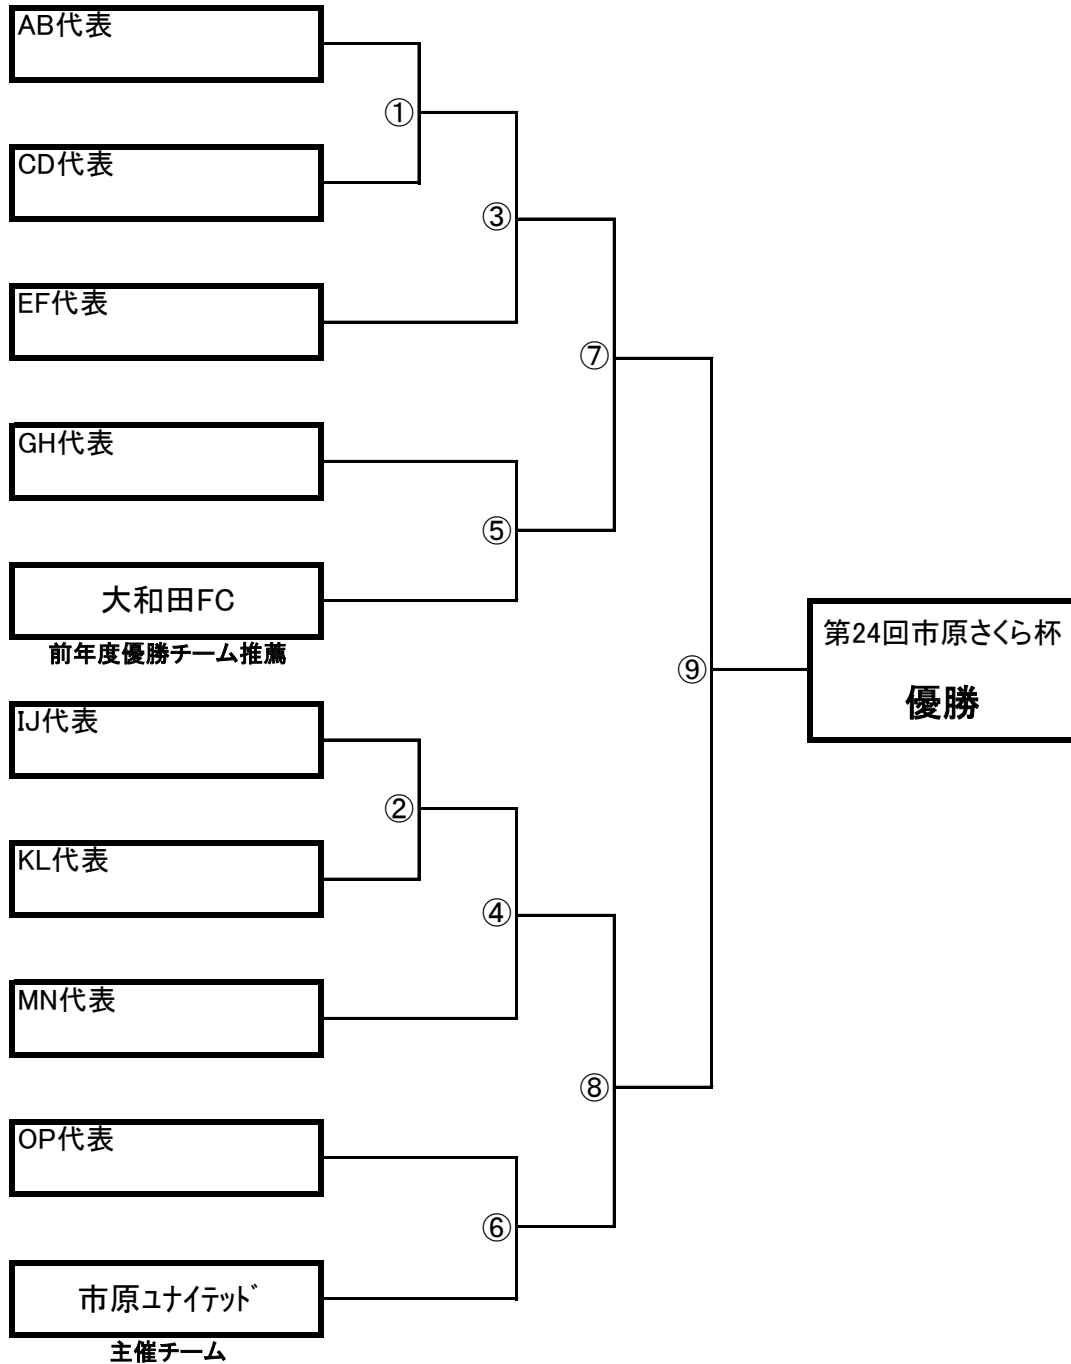 AB代表
①
CD代表
③
EF代表
⑦
GH代表
⑤
大和田FC
前年度優勝チーム推薦
第24回市原さくら杯
優勝
⑨
IJ代表
②
KL代表
④
MN代表
⑧
OP代表
⑥
市原ﾕﾅｲﾃｯﾄﾞ
主催チーム